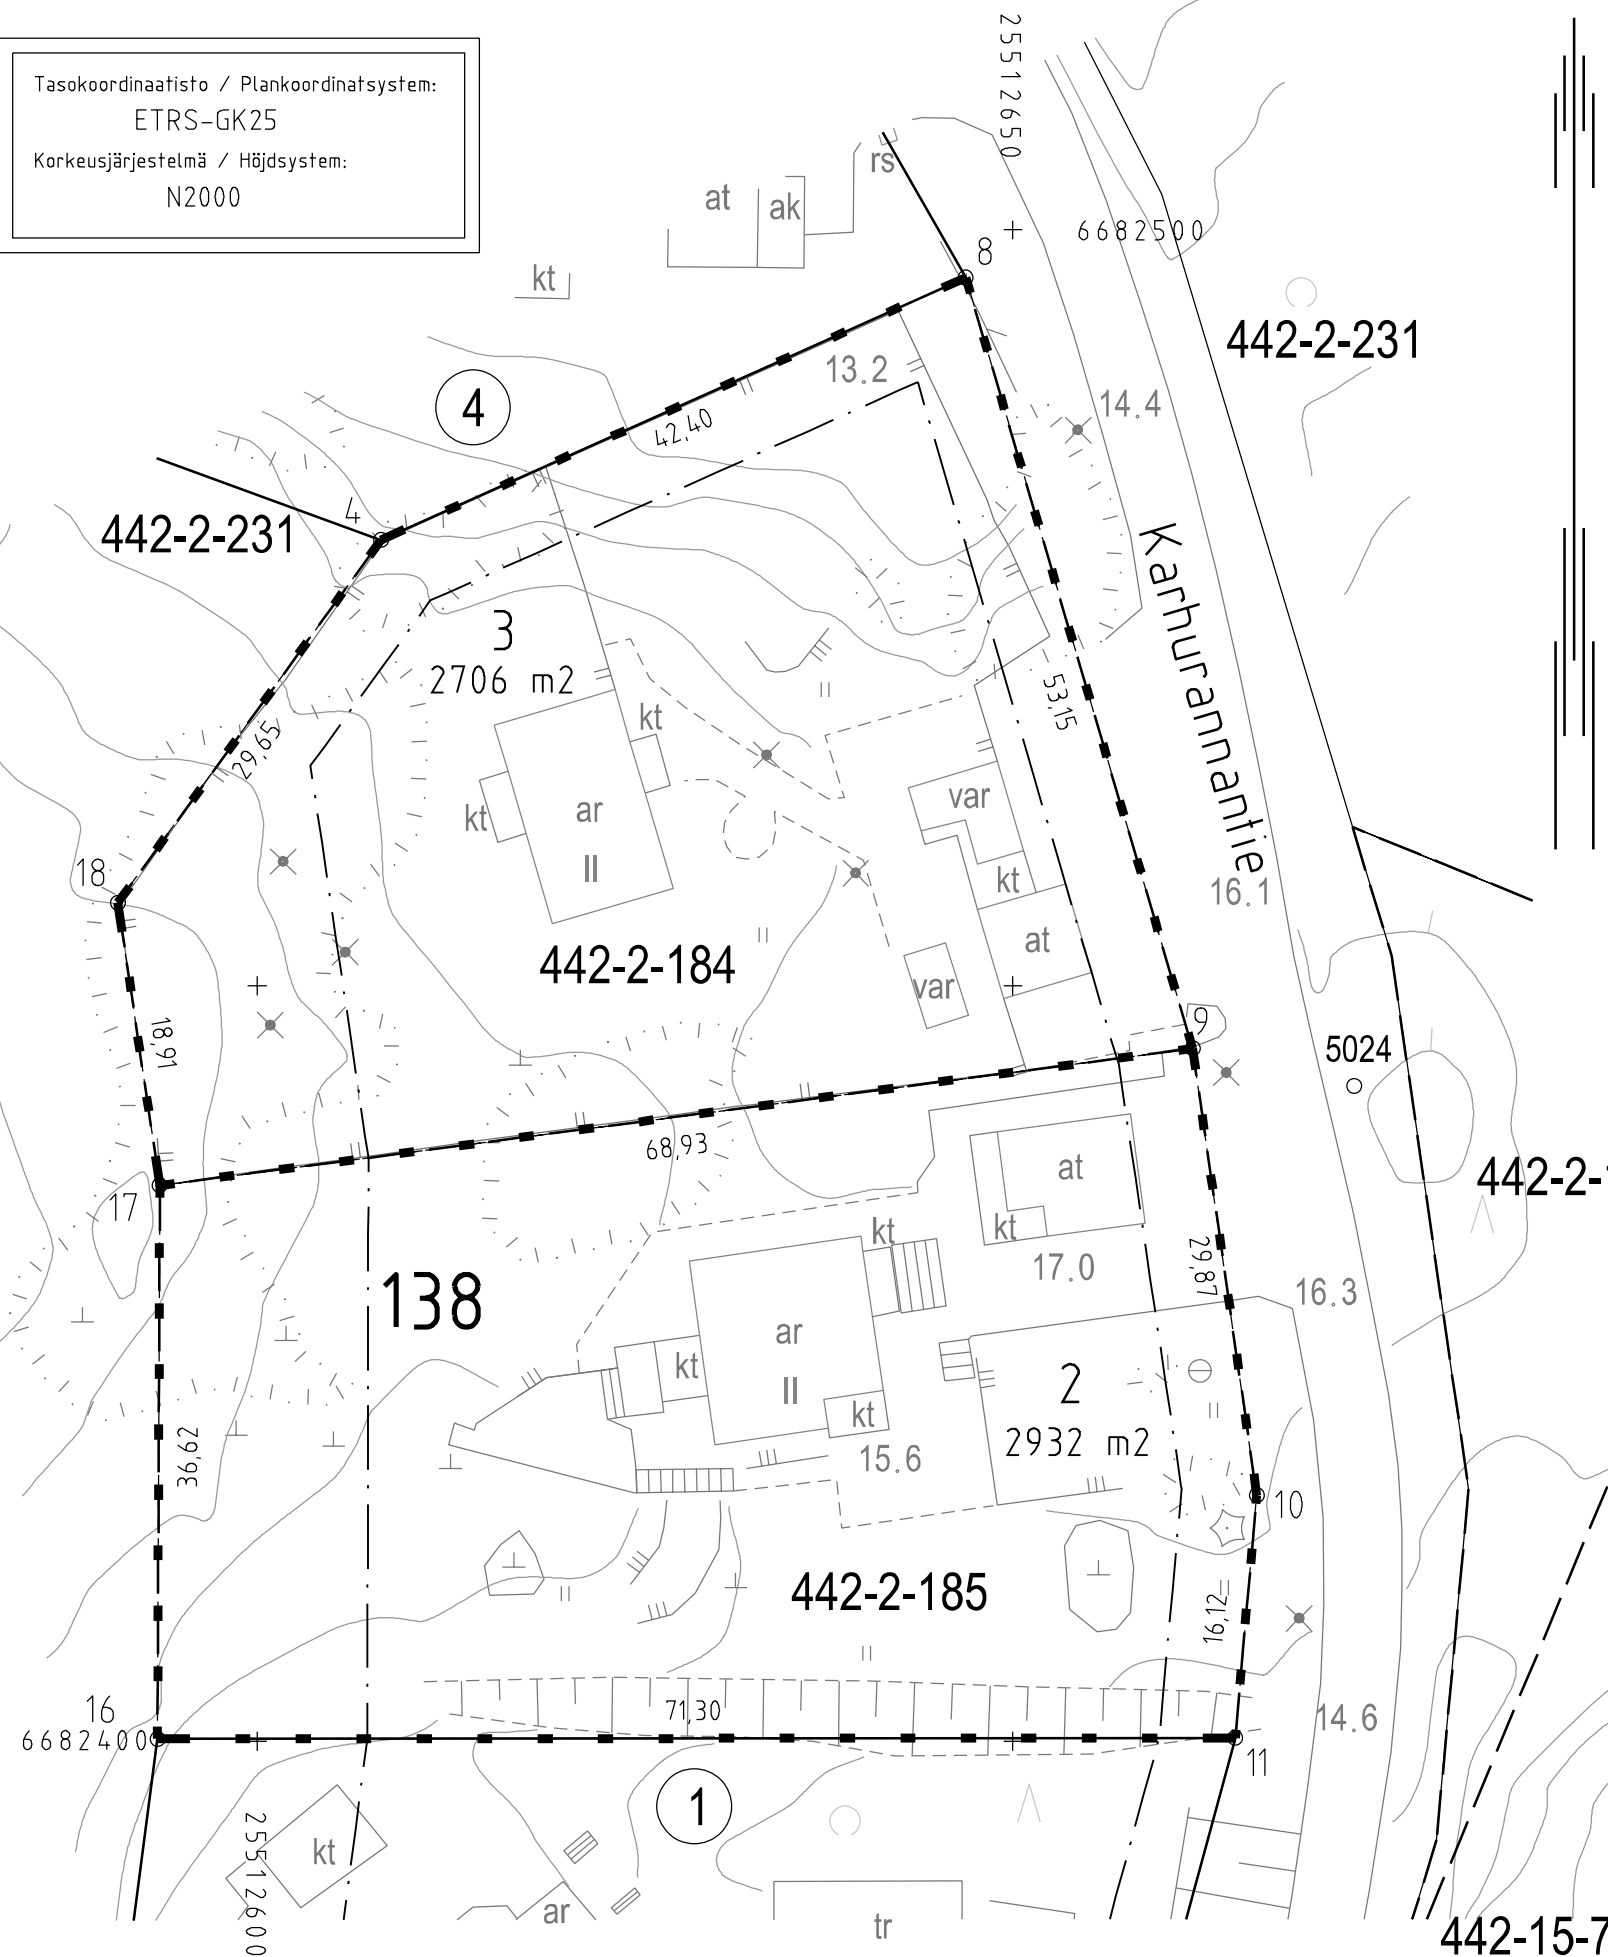 Tasokoordinaatisto / Plankoordinatsystem:
ETRS-GK25
Korkeusjärjestelmä / Höjdsystem:
N2000
25512650
rs
at
ak
6682500
8
kt
442-2-231
13.2
4
14.4
42,40
4
442-2-231
Karhurannantie
3
2706 m2
53,15
kt
29,65
var
kt
ar
II
18
kt
16.1
at
442-2-184
var
18,91
9
5024
68,93
at
442-2-1
17
kt
kt
29,87
17.0
138
16.3
ar
kt
II
2
kt
2932 m2
15.6
36,62
10
442-2-185
16,12
16
71,30
14.6
6682400
11
1
25512600
kt
ar
tr
442-15-7